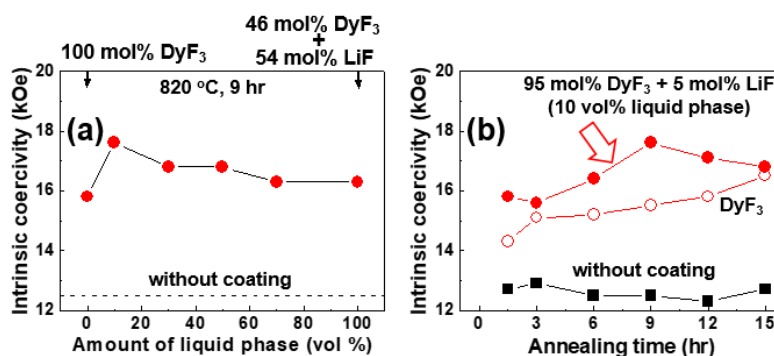 46 mol% DyF₃
100 mol% DyF₃
+
54 mol% LiF
820 °C, 9 hr
(a)
without coating
20
18
16
14
12
0 20 40 60 80 100
Intrinsic coercivity (kOe)
Amount of liquid phase (vol %)
95 mol% DyF₃ + 5 mol% LiF
(10 vol% liquid phase)
(b)
DyF₃
without coating
20
18
16
14
12
0 3 6 9 12 15
Intrinsic coercivity (kOe)
Annealing time (hr)